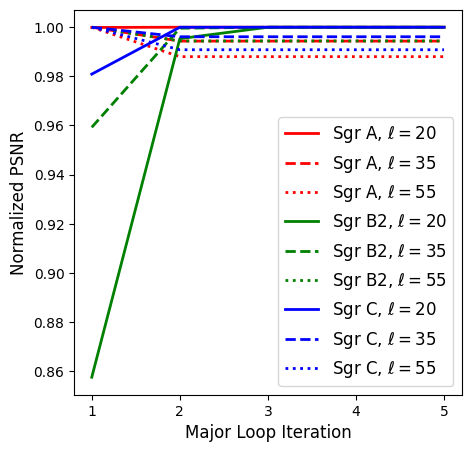 1.00
0.98
0.96
0.94
0.92
0.90
0.88
0.86
Normalized PSNR
Sgr A, ℓ = 20
Sgr A, ℓ = 35
Sgr A, ℓ = 55
Sgr B2, ℓ = 20
Sgr B2, ℓ = 35
Sgr B2, ℓ = 55
Sgr C, ℓ = 20
Sgr C, ℓ = 35
Sgr C, ℓ = 55
1 2 3 4 5
Major Loop Iteration